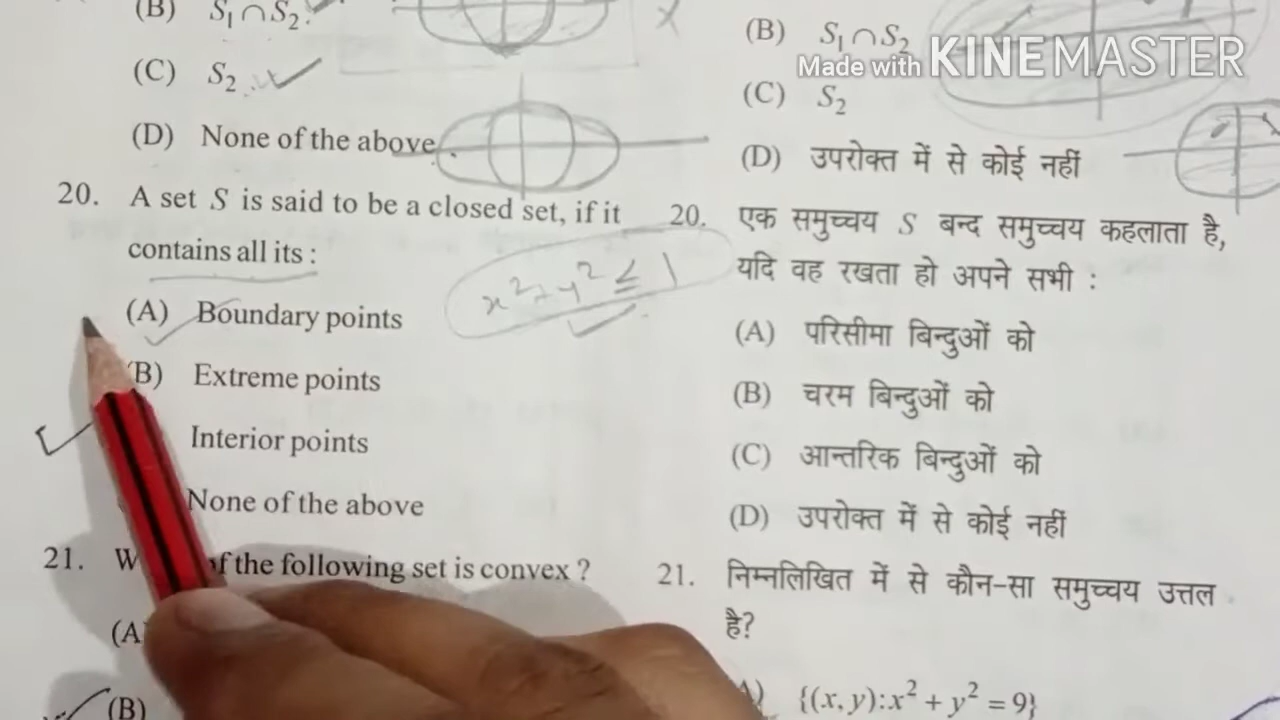 (B) S₁∩S₂
(C) S₂
(D) None of the above
20. A set S is said to be a closed set, if it
contains all its :
x² + y² ≤ 1
(A) Boundary points
(B) Extreme points
Interior points
None of the above
21. of the following set is convex ?
(A)
(B)
(B) S₁∩S₂
Made with KINEMASTER
(C) S₂
(D) उपरोक्त में से कोई नहीं
20. एक समुच्चय S बन्द समुच्चय कहलाता है,
यदि वह रखता हो अपने सभी :
(A) परिसीमा बिन्दुओं को
(B) चरम बिन्दुओं को
(C) आन्तरिक बिन्दुओं को
(D) उपरोक्त में से कोई नहीं
21. निम्नलिखित में से कौन-सा समुच्चय उत्तल
है?
{(x, y):x² + y² = 9}